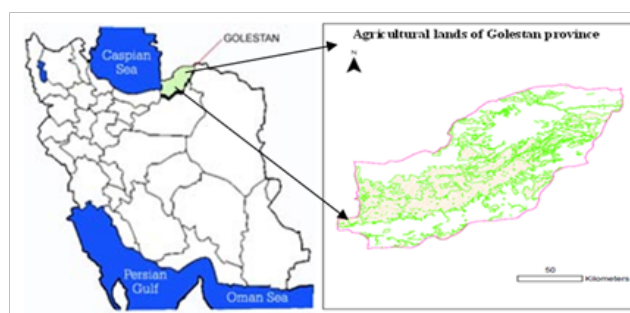 GOLESTAN
Caspian
Sea
Persian
Gulf
Oman Sea
Agricultural lands of Golestan province
N
50
Kilometers